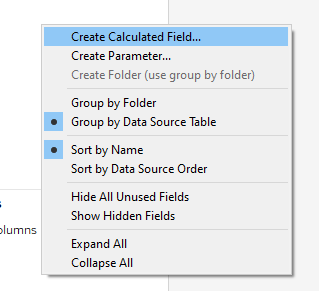 Create Calculated Field...
Create Parameter...
Create Folder (use group by folder)
Group by Folder
Group by Data Source Table
Sort by Name
Sort by Data Source Order
Hide All Unused Fields
Show Hidden Fields
Expand All
Collapse All
s
olumns